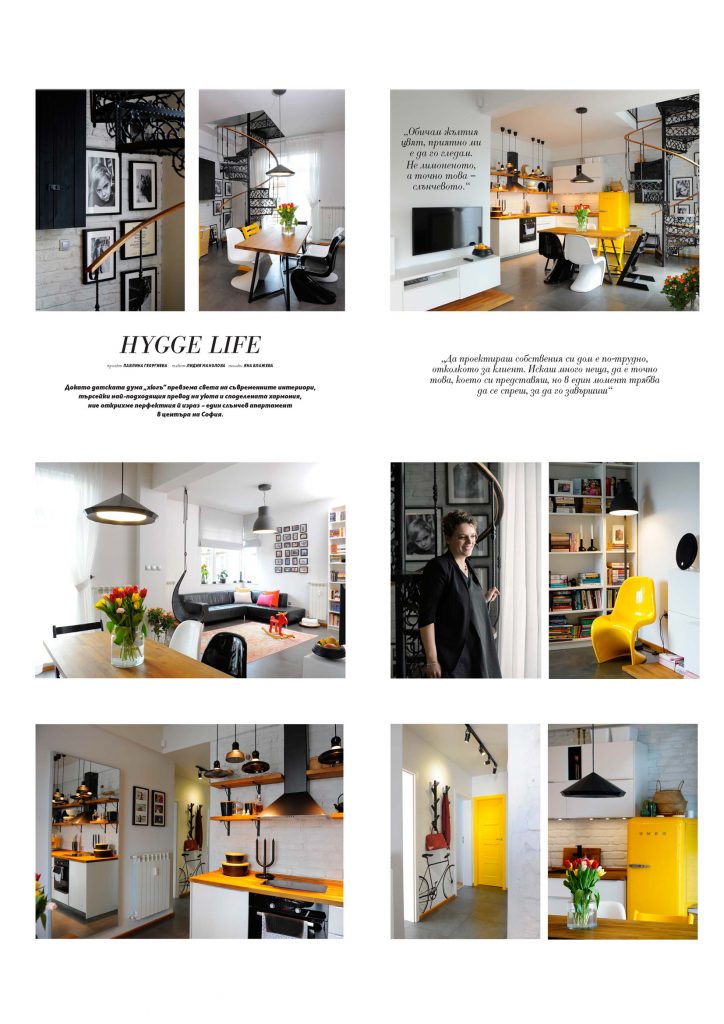 „Обичам жълтия
цвят, приятно ми
е да го гледам.
Не лимоненото,
а точно това –
слънчевото.“
HYGGE LIFE
проект ПАВЛИНА ГЕОРГИЕВА текст ЛИДИЯ МАНОЛОВА снимки ЯНА БЛАЖЕВА
Докато датската дума „хюгъ“ превзема света на съвременните интериори,
търсейки най-подходящия превод на уюта и споделената хармония,
ние открихме перфектния ѝ израз – един слънчев апартамент
в центъра на София.
„Да проектираш собствения си дом е по-трудно,
отколкото за клиент. Искаш много неща, да е точно
това, което си представяш, но в един момент трябва
да се спреш, за да го завършиш“
SMEG